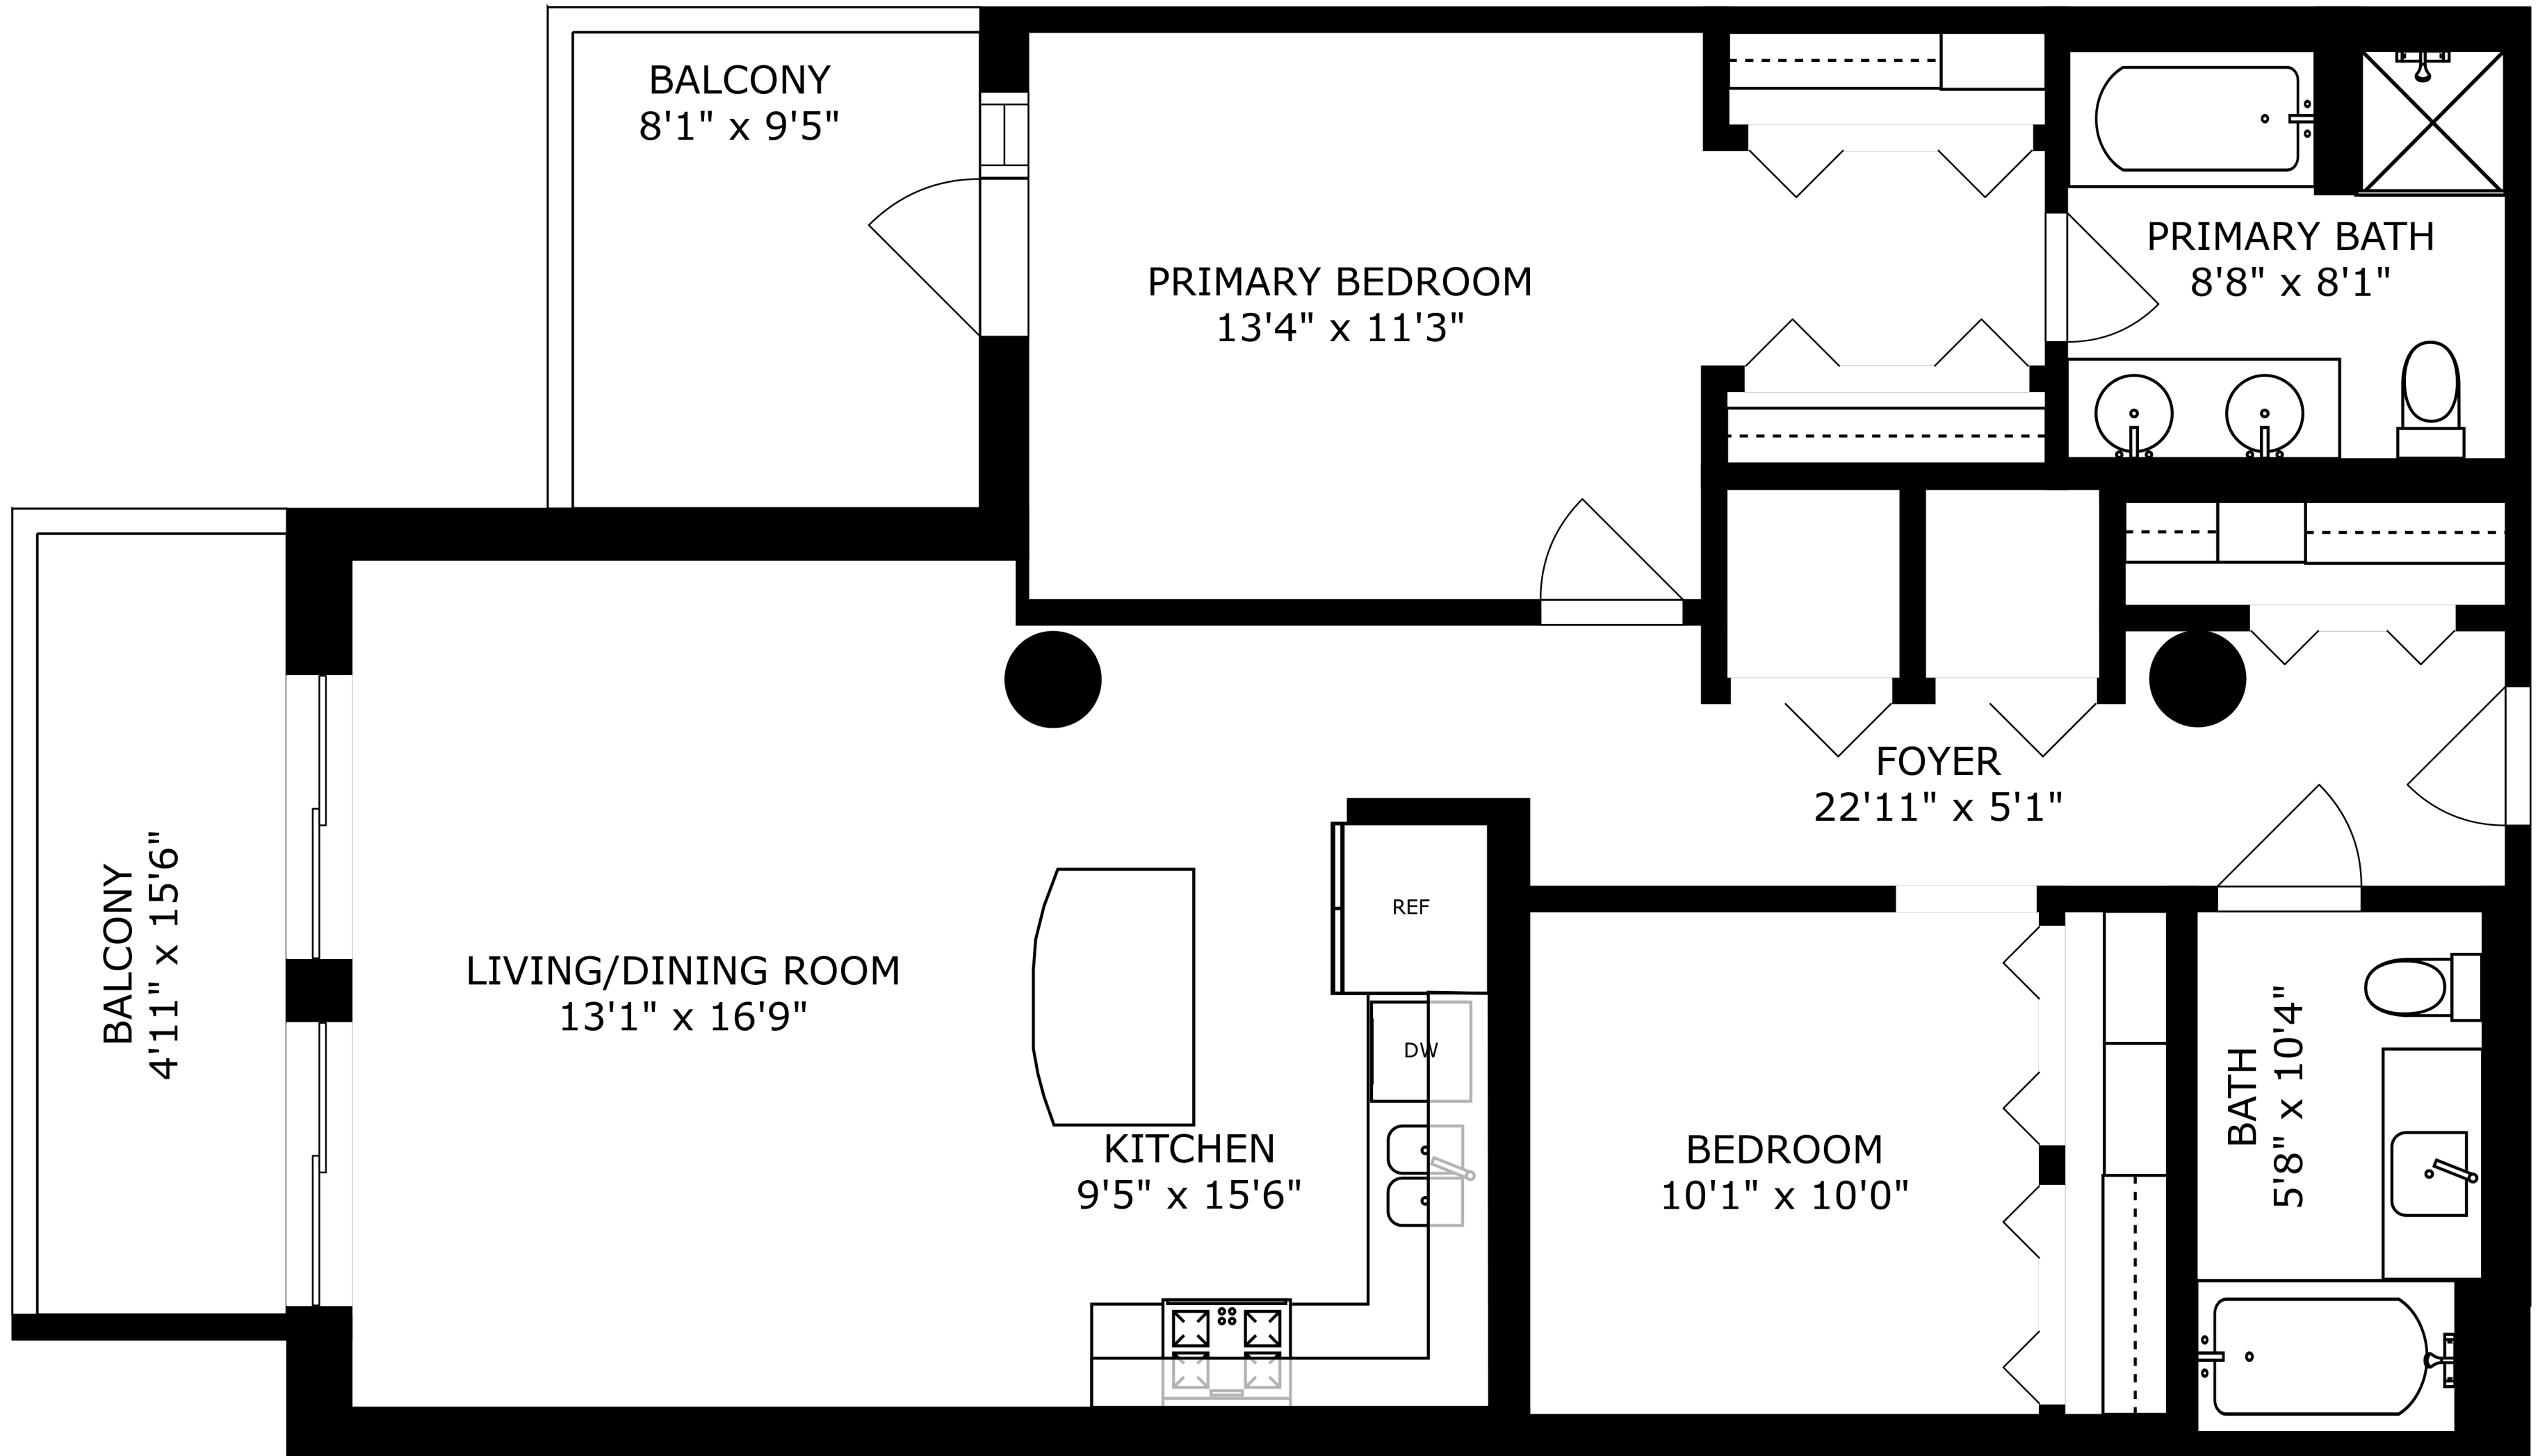 BALCONY
8'1" x 9'5"
PRIMARY BEDROOM
13'4" x 11'3"
PRIMARY BATH
8'8" x 8'1"
FOYER
22'11" x 5'1"
BALCONY
4'11" x 15'6"
LIVING/DINING ROOM
13'1" x 16'9"
REF
DW
KITCHEN
9'5" x 15'6"
BEDROOM
10'1" x 10'0"
BATH
5'8" x 10'4"